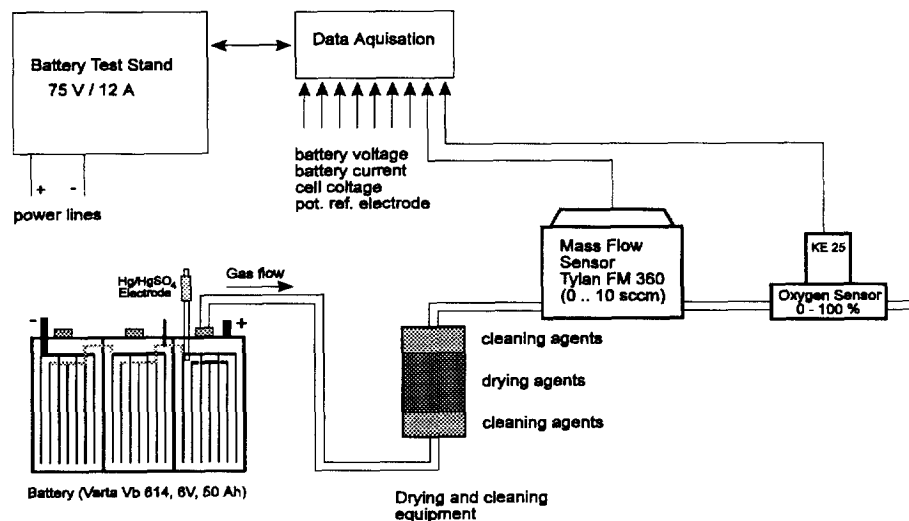 Battery Test Stand
75 V / 12 A
Data Aquisation
+ -
power lines
battery voltage
battery current
cell coltage
pot. ref. electrode
Mass Flow
Sensor
Tylan FM 360
(0 .. 10 sccm)
KE 25
Oxygen Sensor
0 - 100 %
Hg/HgSO4
Electrode
Gas flow
- +
cleaning agents
drying agents
cleaning agents
Battery (Varta Vb 614, 6V, 50 Ah)
Drying and cleaning
equipment